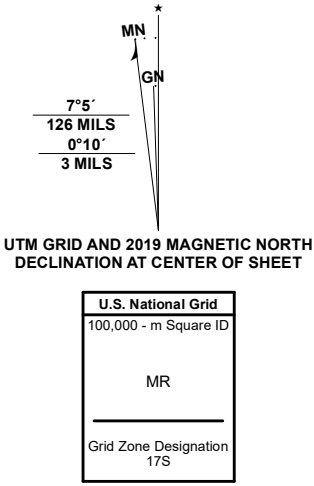 ★
MN
GN
7°5´
126 MILS
0°10´
3 MILS
UTM GRID AND 2019 MAGNETIC NORTH
DECLINATION AT CENTER OF SHEET
U.S. National Grid
100,000 - m Square ID
MR
Grid Zone Designation
17S